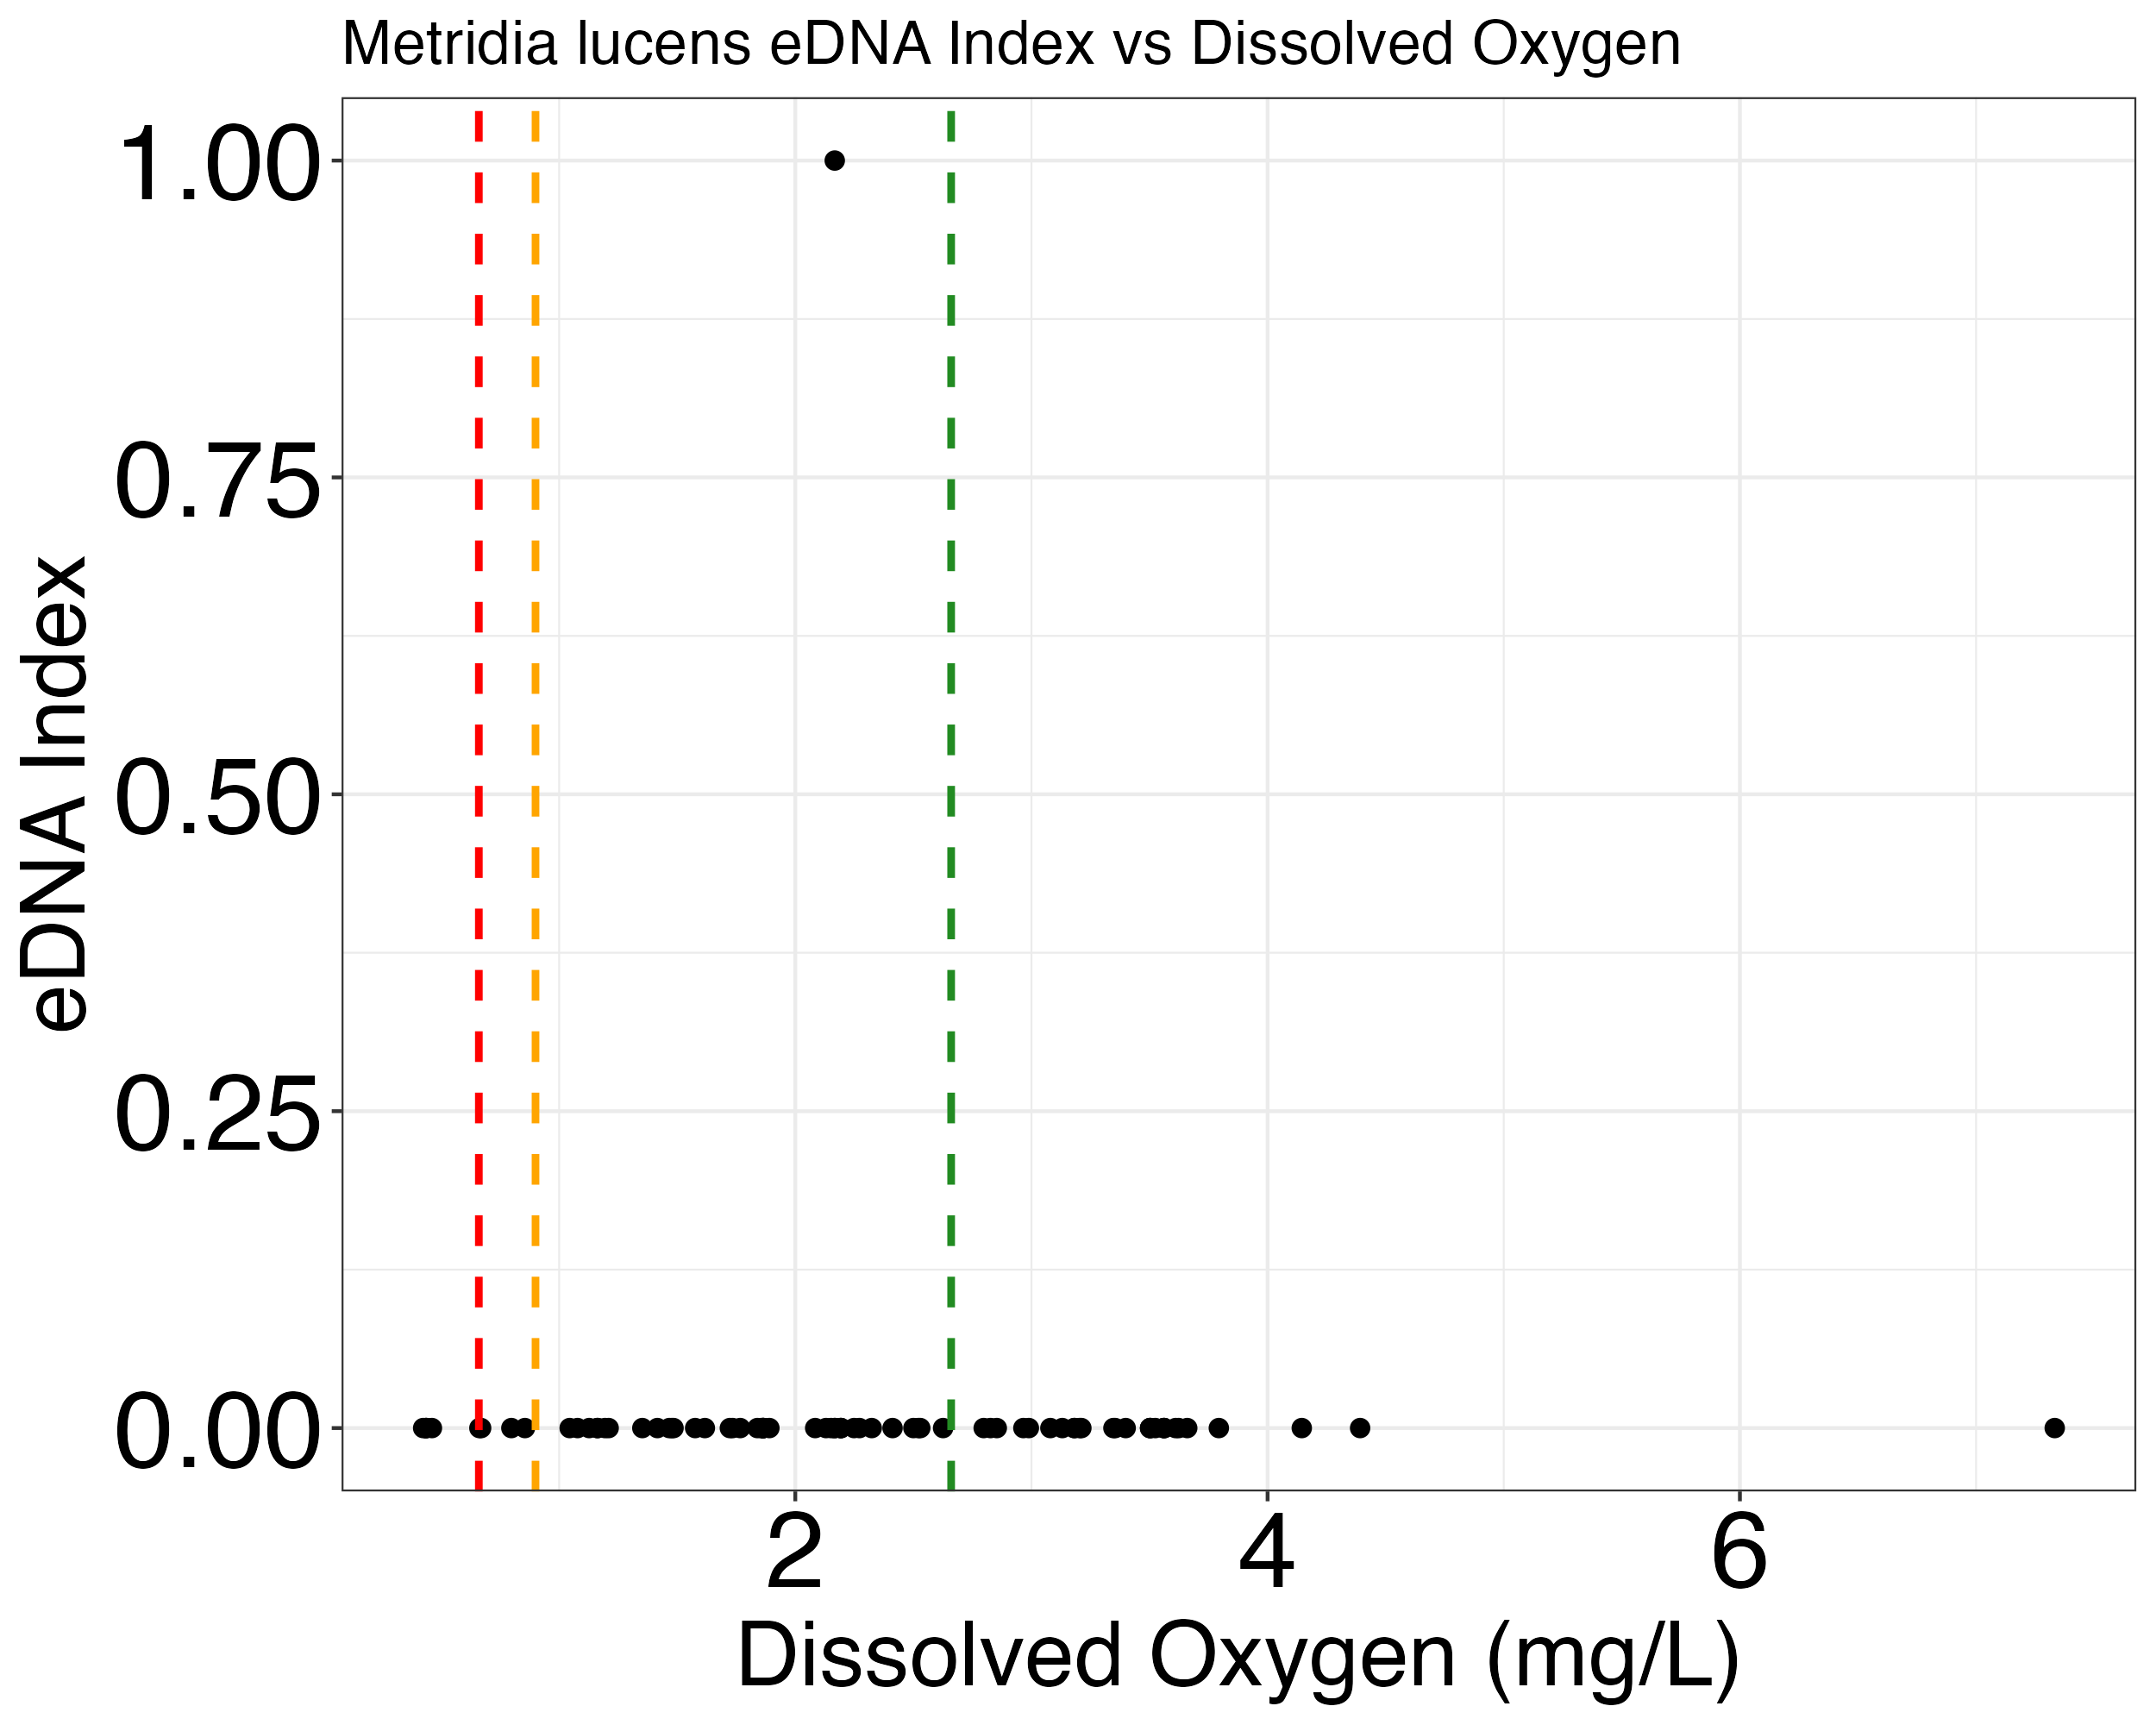 Metridia lucens eDNA Index vs Dissolved Oxygen
1.00
0.75
0.50
0.25
0.00
eDNA Index
2 4 6
Dissolved Oxygen (mg/L)